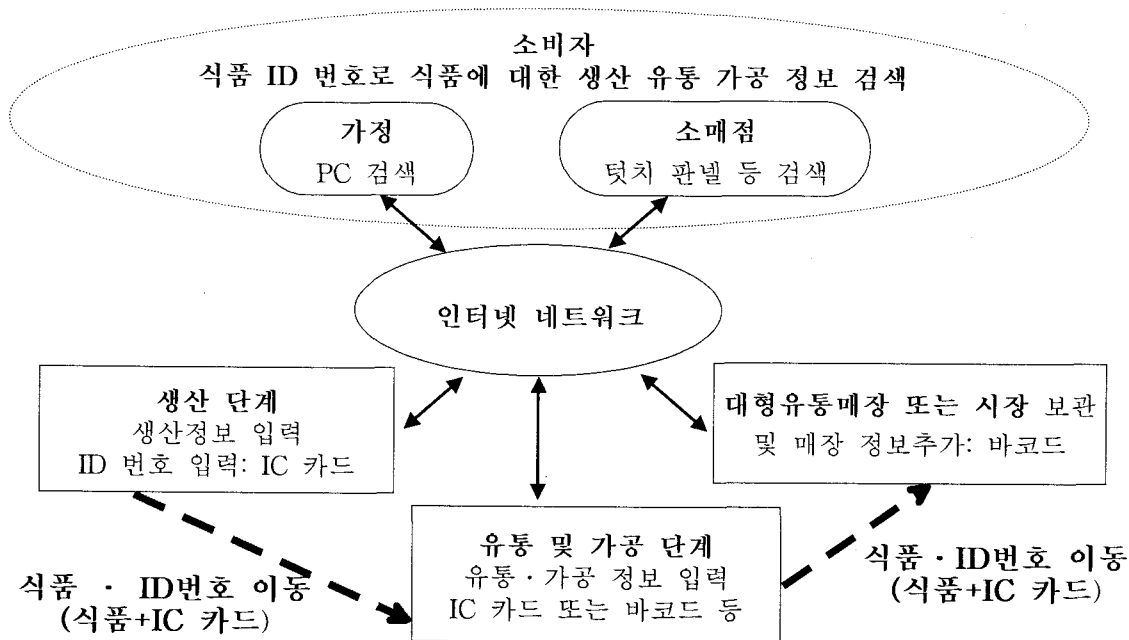 소비자
식품 ID 번호로 식품에 대한 생산 유통 가공 정보 검색
가정
PC 검색
소매점
텃치 판넬 등 검색
인터넷 네트워크
생산 단계
생산정보 입력
ID 번호 입력: IC 카드
대형유통매장 또는 시장 보관
및 매장 정보추가: 바코드
유통 및 가공 단계
유통·가공 정보 입력
IC 카드 또는 바코드 등
식품 · ID번호 이동
(식품+IC 카드)
식품·ID번호 이동
(식품+IC 카드)